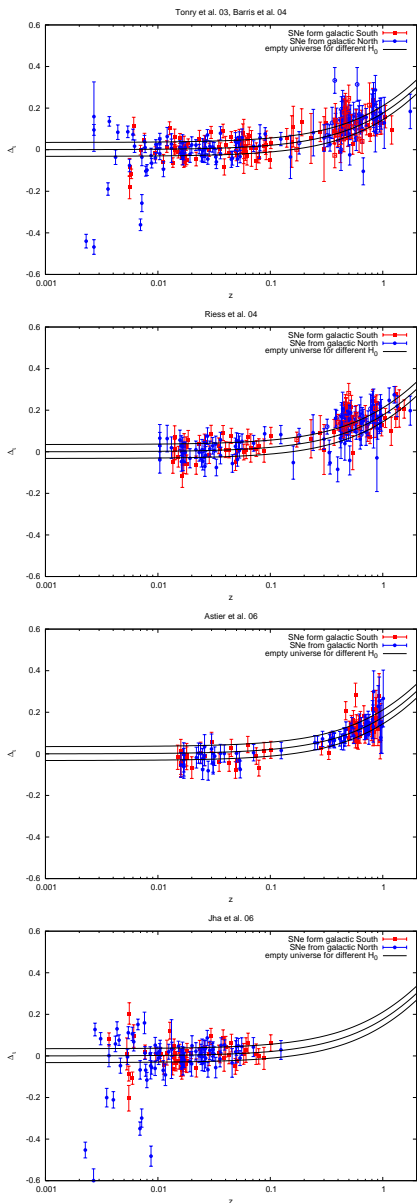 Tonry et al. 03, Barris et al. 04
SNe form galactic South
SNe from galactic North
empty universe for different H0
0.6
0.4
0.2
0
-0.2
-0.4
-0.6
Δt
0.001
0.01
0.1
1
z
Riess et al. 04
SNe form galactic South
SNe from galactic North
empty universe for different H0
0.6
0.4
0.2
0
-0.2
-0.4
-0.6
Δt
0.001
0.01
0.1
1
z
Astier et al. 06
SNe form galactic South
SNe from galactic North
empty universe for different H0
0.6
0.4
0.2
0
-0.2
-0.4
-0.6
Δt
0.001
0.01
0.1
1
z
Jha et al. 06
SNe form galactic South
SNe from galactic North
empty universe for different H0
0.6
0.4
0.2
0
-0.2
-0.4
-0.6
Δt
0.001
0.01
0.1
1
z